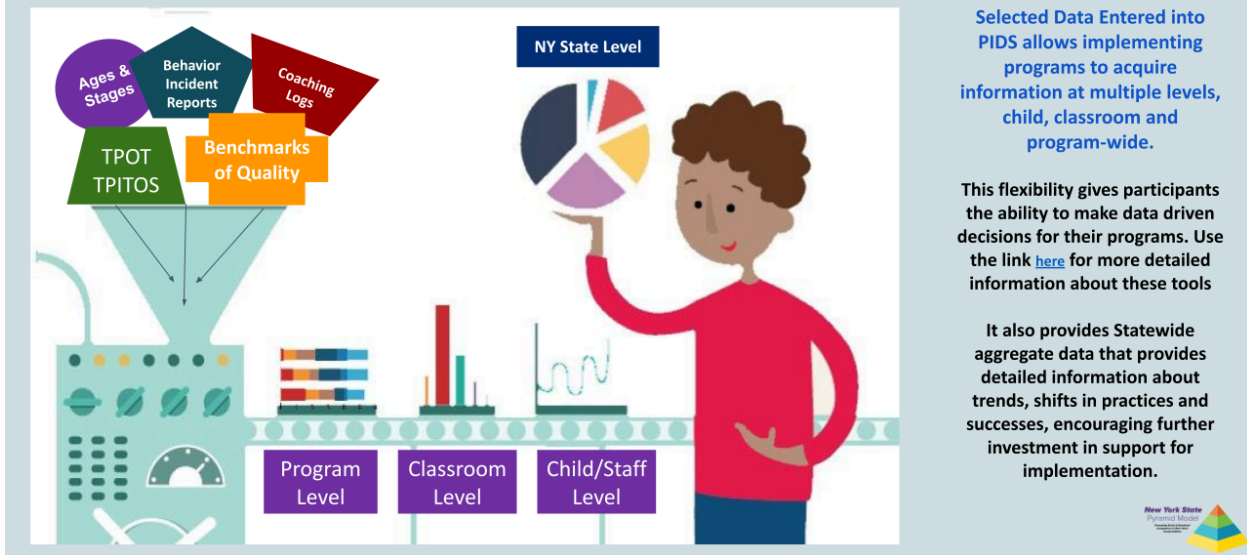 Ages &
Stages
Behavior
Incident
Reports
Coaching
Logs
TPOT
TPITOS
Benchmarks
of Quality
NY State Level
Program
Level
Classroom
Level
Child/Staff
Level
Selected Data Entered into
PIDS allows implementing
programs to acquire
information at multiple levels,
child, classroom and
program-wide.
This flexibility gives participants
the ability to make data driven
decisions for their programs. Use
the link here for more detailed
information about these tools
It also provides Statewide
aggregate data that provides
detailed information about
trends, shifts in practices and
successes, encouraging further
investment in support for
implementation.
New York State
Pyramid Model